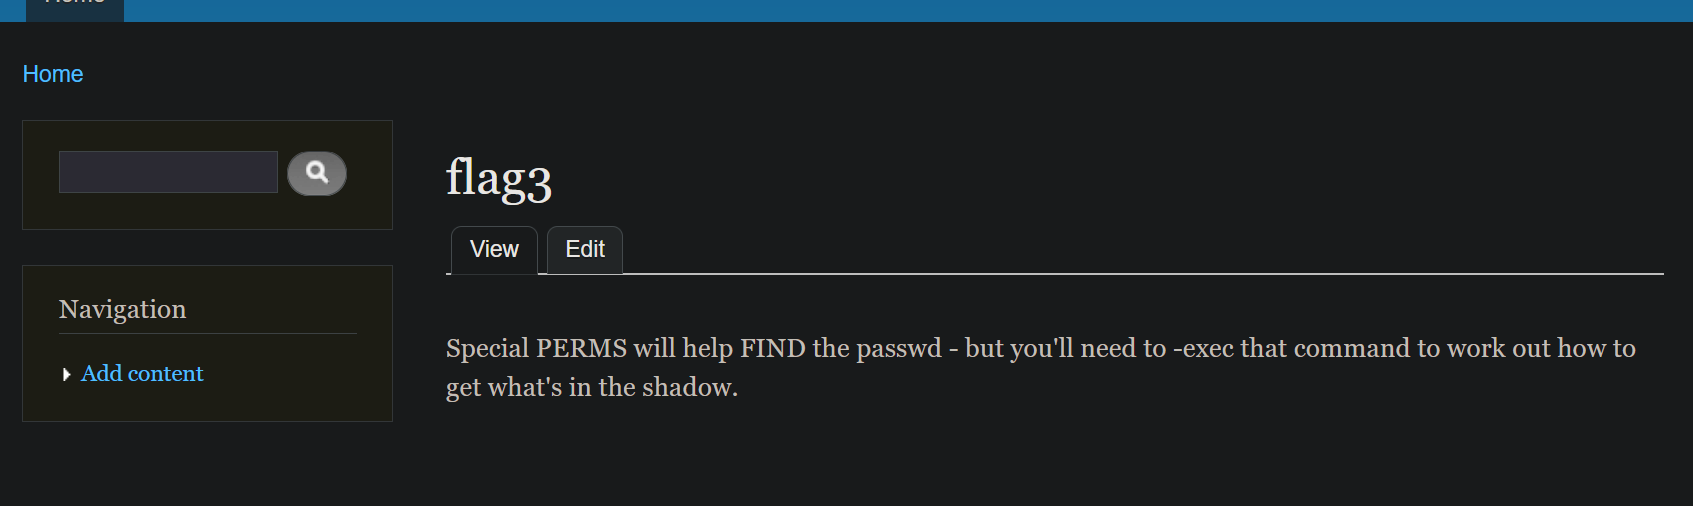 Home
Home
flag3
View Edit
Navigation
Add content
Special PERMS will help FIND the passwd - but you'll need to -exec that command to work out how to
get what's in the shadow.